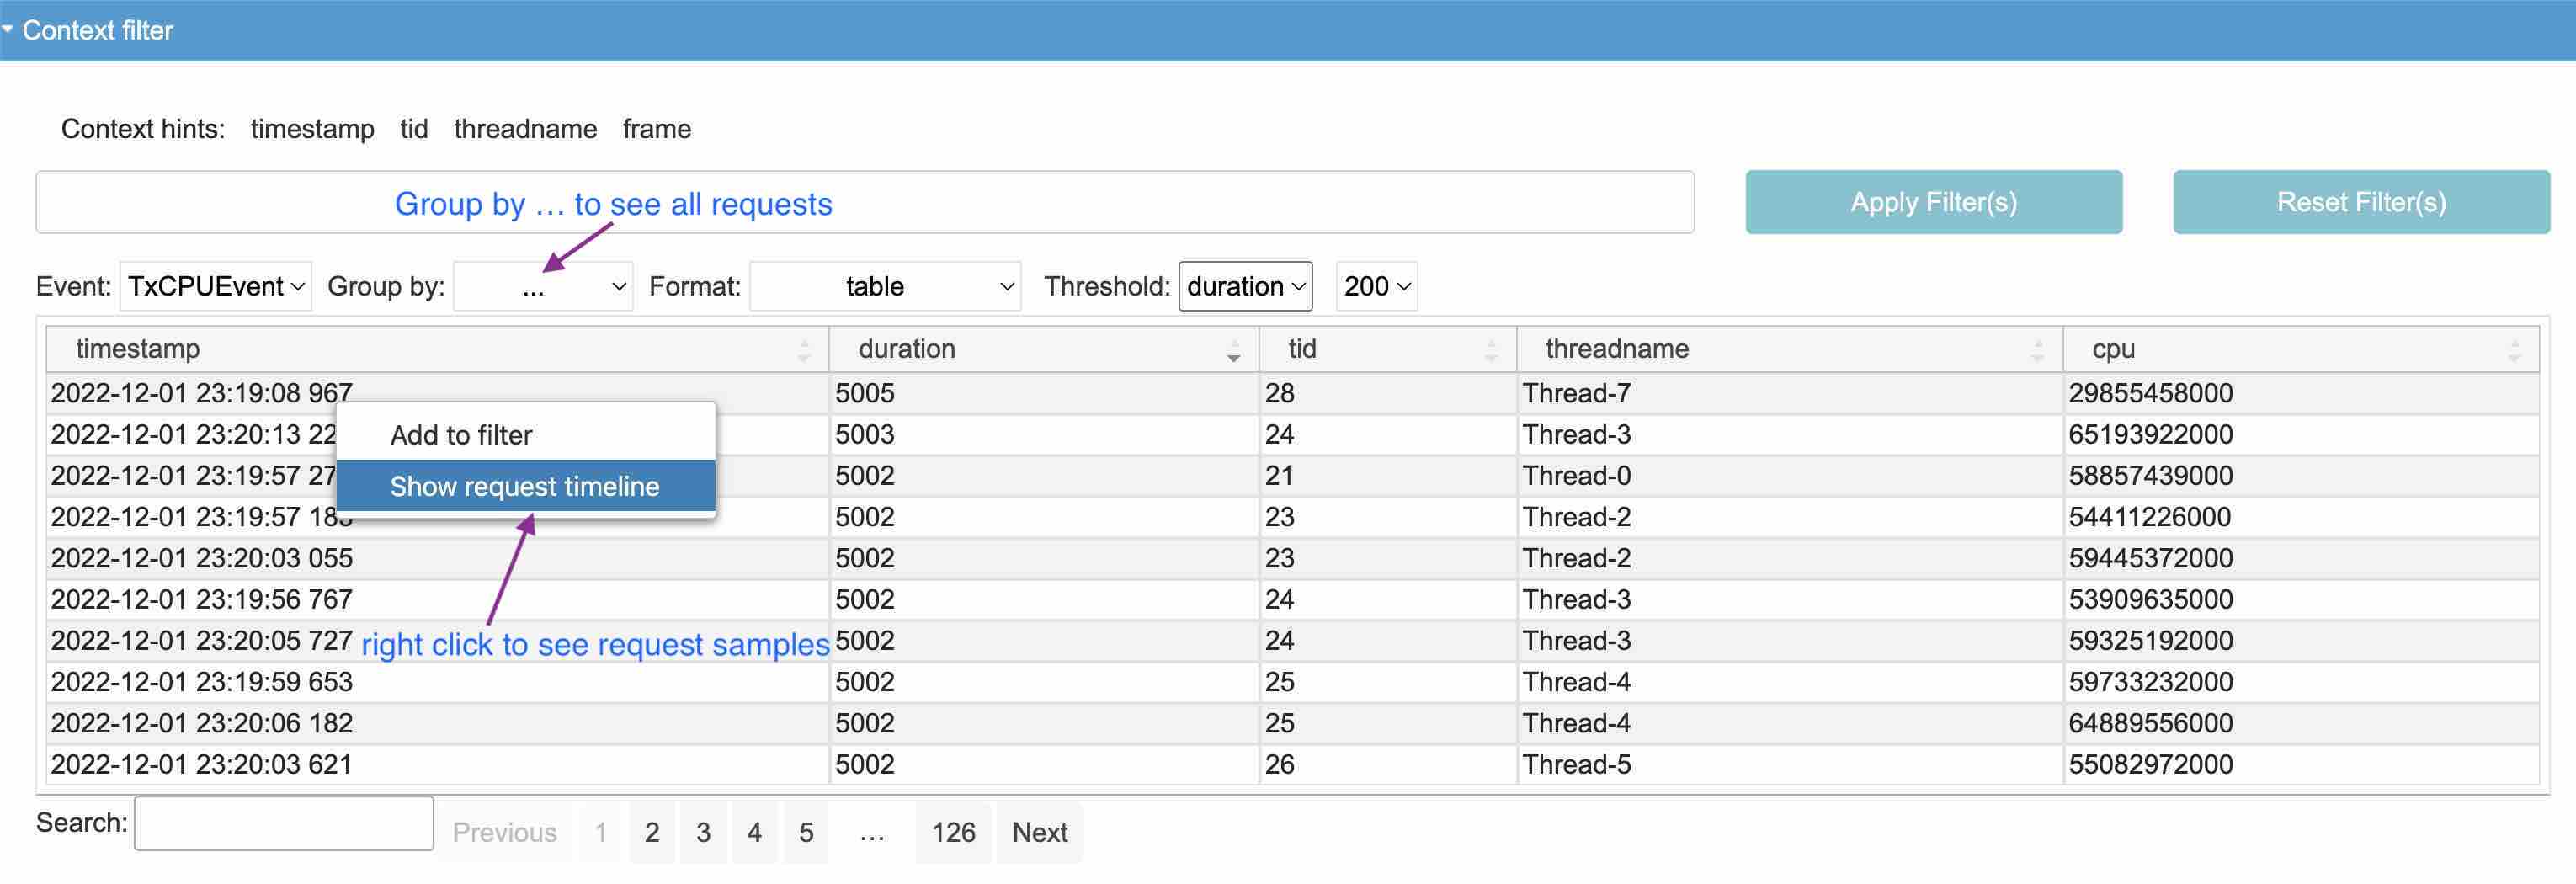 Context filter
Context hints: timestamp tid threadname frame
Group by ... to see all requests
Apply Filter(s) Reset Filter(s)
Event: TxCPUEvent Group by: ... Format: table Threshold: duration 200
timestamp duration tid threadname cpu
2022-12-01 23:19:08 967 5005 28 Thread-7 29855458000
Add to filter
2022-12-01 23:20:13 22 5003 24 Thread-3 65193922000
2022-12-01 23:19:57 27 5002 21 Thread-0 58857439000
Show request timeline
2022-12-01 23:19:57 183 5002 23 Thread-2 54411226000
2022-12-01 23:20:03 055 5002 23 Thread-2 59445372000
2022-12-01 23:19:56 767 5002 24 Thread-3 53909635000
2022-12-01 23:20:05 727 5002 24 Thread-3 59325192000
right click to see request samples
2022-12-01 23:19:59 653 5002 25 Thread-4 59733232000
2022-12-01 23:20:06 182 5002 25 Thread-4 64889556000
2022-12-01 23:20:03 621 5002 26 Thread-5 55082972000
Search: Previous 1 2 3 4 5 ... 126 Next